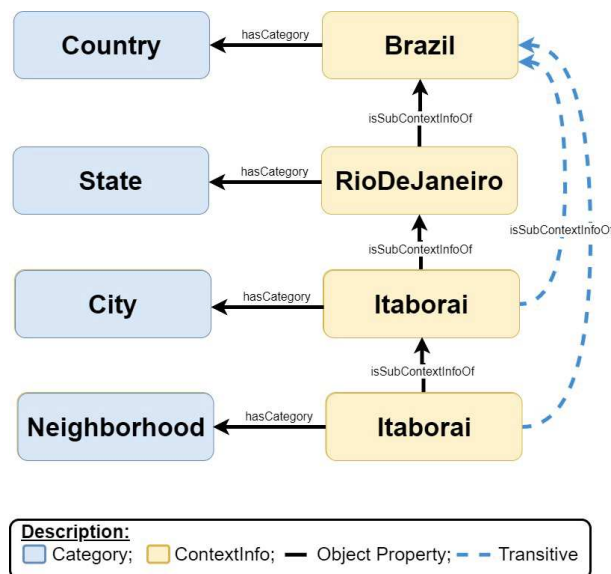 Country
hasCategory
Brazil
isSubContextInfoOf
State
hasCategory
RioDeJaneiro
isSubContextInfoOf
isSubContextInfoOf
City
hasCategory
Itaborai
isSubContextInfoOf
Neighborhood
hasCategory
Itaborai
Description:
Category; ContextInfo; Object Property; Transitive